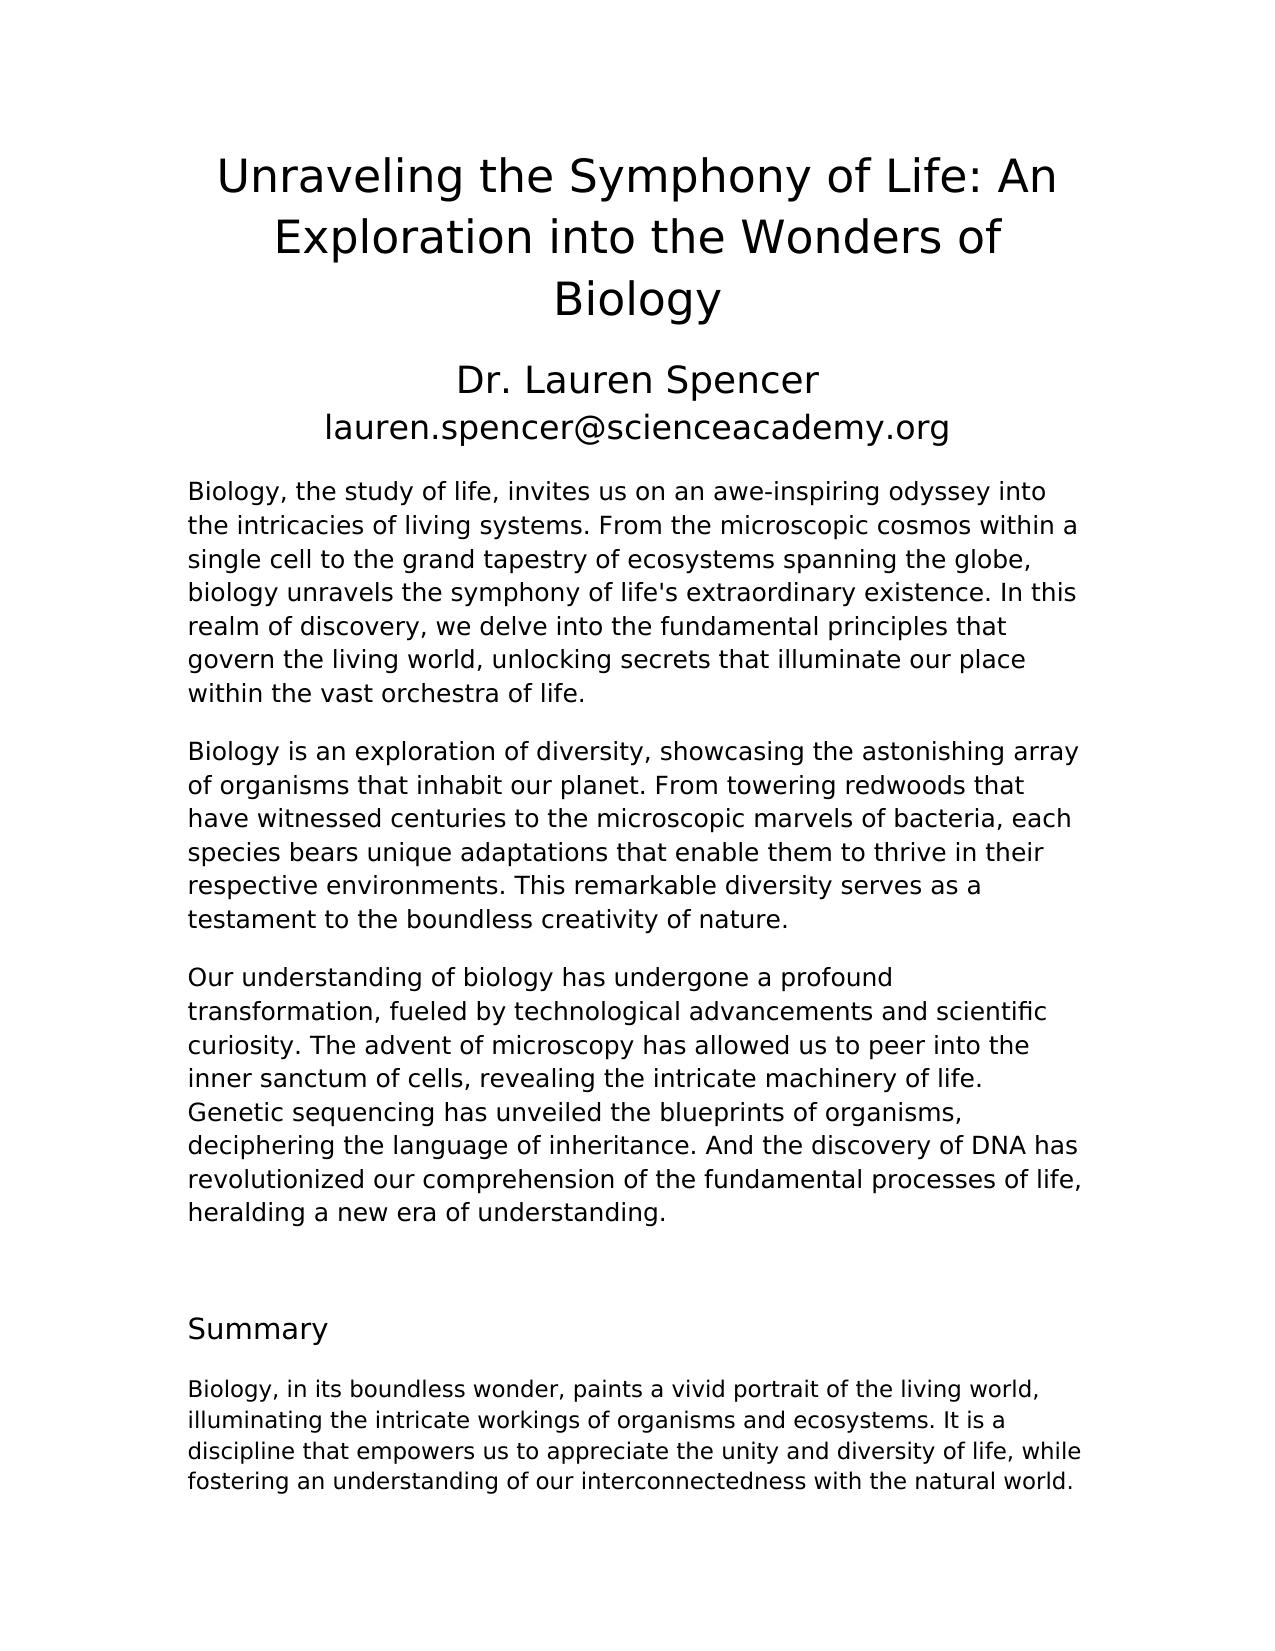 Unraveling the Symphony of Life: An
Exploration into the Wonders of
Biology
Dr. Lauren Spencer
lauren.spencer@scienceacademy.org
Biology, the study of life, invites us on an awe-inspiring odyssey into
the intricacies of living systems. From the microscopic cosmos within a
single cell to the grand tapestry of ecosystems spanning the globe,
biology unravels the symphony of life's extraordinary existence. In this
realm of discovery, we delve into the fundamental principles that
govern the living world, unlocking secrets that illuminate our place
within the vast orchestra of life.
Biology is an exploration of diversity, showcasing the astonishing array
of organisms that inhabit our planet. From towering redwoods that
have witnessed centuries to the microscopic marvels of bacteria, each
species bears unique adaptations that enable them to thrive in their
respective environments. This remarkable diversity serves as a
testament to the boundless creativity of nature.
Our understanding of biology has undergone a profound
transformation, fueled by technological advancements and scientific
curiosity. The advent of microscopy has allowed us to peer into the
inner sanctum of cells, revealing the intricate machinery of life.
Genetic sequencing has unveiled the blueprints of organisms,
deciphering the language of inheritance. And the discovery of DNA has
revolutionized our comprehension of the fundamental processes of life,
heralding a new era of understanding.
Summary
Biology, in its boundless wonder, paints a vivid portrait of the living world,
illuminating the intricate workings of organisms and ecosystems. It is a
discipline that empowers us to appreciate the unity and diversity of life, while
fostering an understanding of our interconnectedness with the natural world.